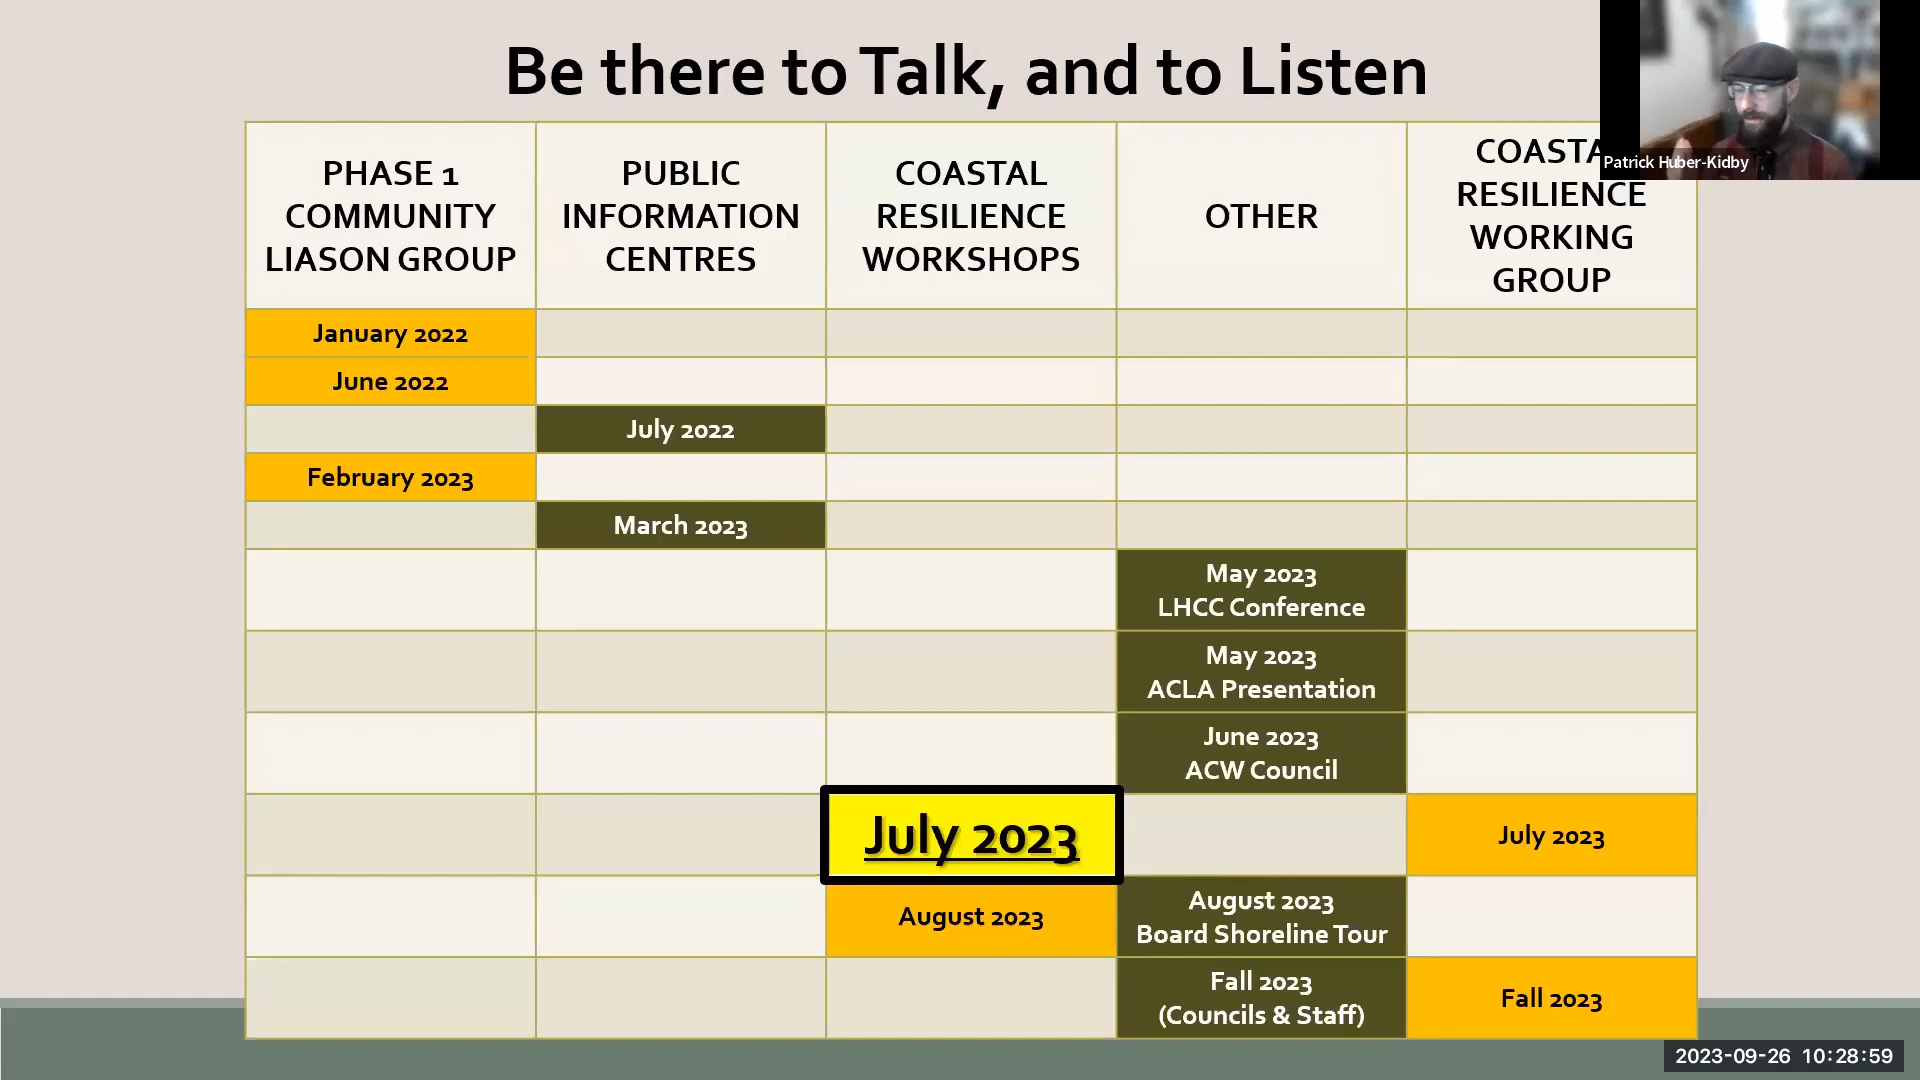 Be there to Talk, and to Listen
PHASE 1
COMMUNITY
LIASON GROUP
PUBLIC
INFORMATION
CENTRES
COASTAL
RESILIENCE
WORKSHOPS
OTHER
COASTA
RESILIENCE
WORKING
GROUP
Patrick Huber-Kidby
January 2022
June 2022
July 2022
February 2023
March 2023
May 2023
LHCC Conference
May 2023
ACLA Presentation
June 2023
ACW Council
July 2023
July 2023
August 2023
August 2023
Board Shoreline Tour
Fall 2023
(Councils & Staff)
Fall 2023
2023-09-26 10:28:59